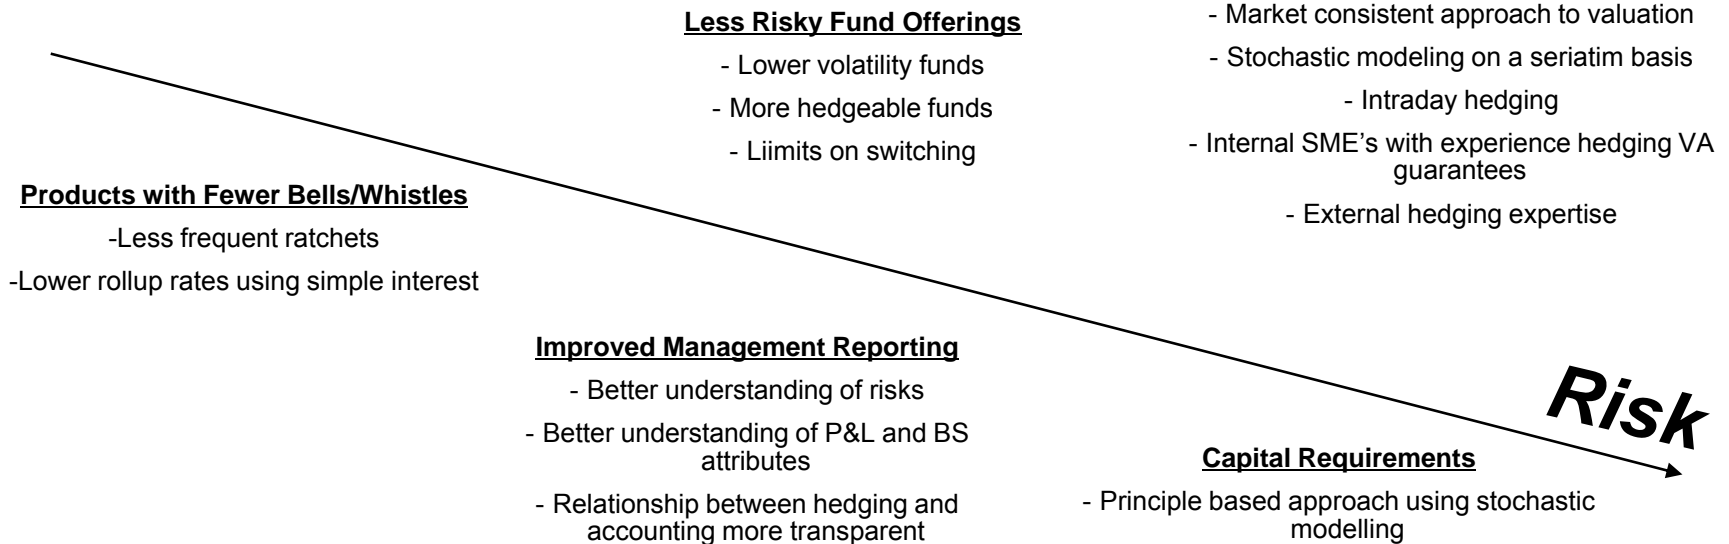 Less Risky Fund Offerings
- Lower volatility funds
- More hedgeable funds
- Liimits on switching
- Market consistent approach to valuation
- Stochastic modeling on a seriatim basis
- Intraday hedging
- Internal SME's with experience hedging VA
guarantees
- External hedging expertise
Products with Fewer Bells/Whistles
-Less frequent ratchets
-Lower rollup rates using simple interest
Improved Management Reporting
- Better understanding of risks
- Better understanding of P&L and BS
attributes
- Relationship between hedging and
accounting more transparent
Risk
Capital Requirements
- Principle based approach using stochastic
modelling